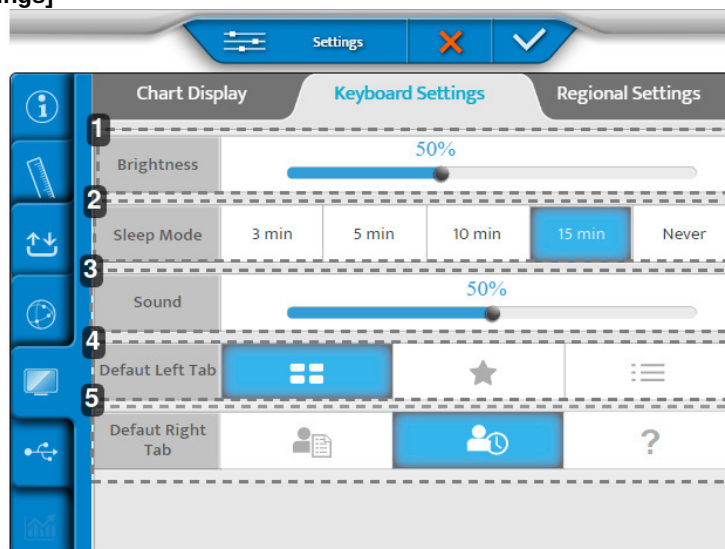 ings]
Settings
Chart Display
Keyboard Settings
Regional Settings
1
Brightness
50%
2
Sleep Mode
3 min
5 min
10 min
15 min
Never
3
Sound
50%
4
Defaut Left Tab
5
Defaut Right
Tab
?